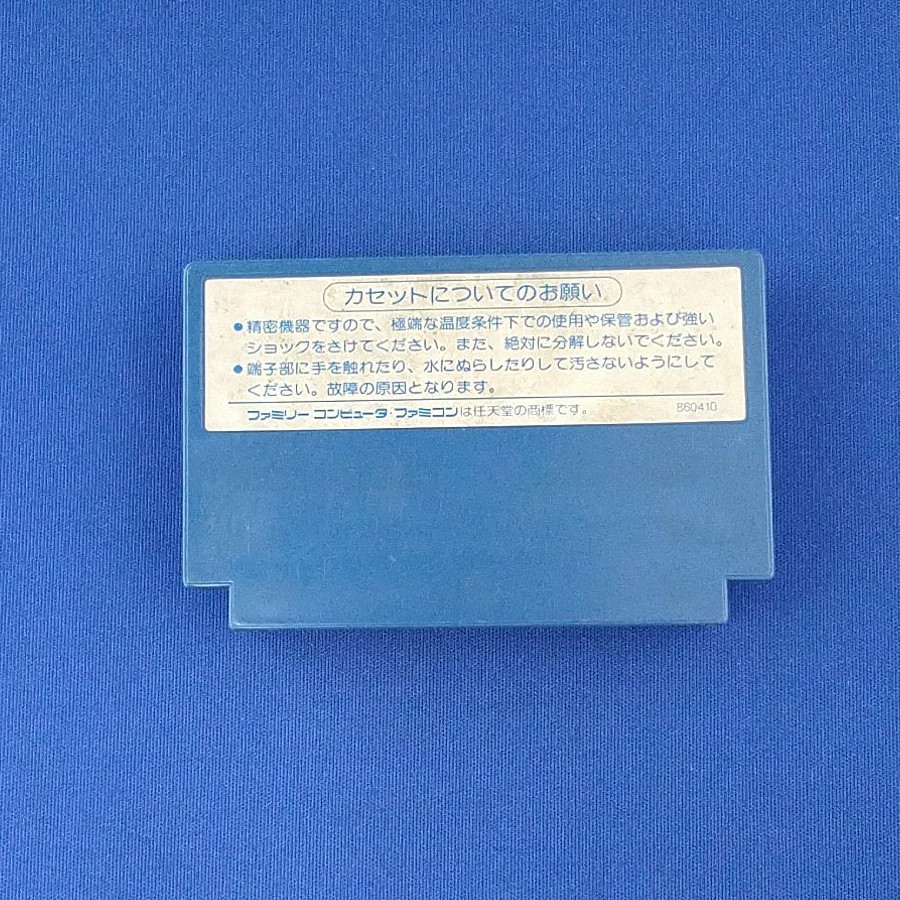 カセットについてのお願い
●精密機器ですので、極端な温度条件下での使用や保管および強い
ショックをさけてください。また、絶対に分解しないでください。
●端子部に手を触れたり、水にぬらしたりして汚さないようにして
ください。故障の原因となります。
ファミリー コンピュータ・ファミコンは任天堂の商標です。 860410